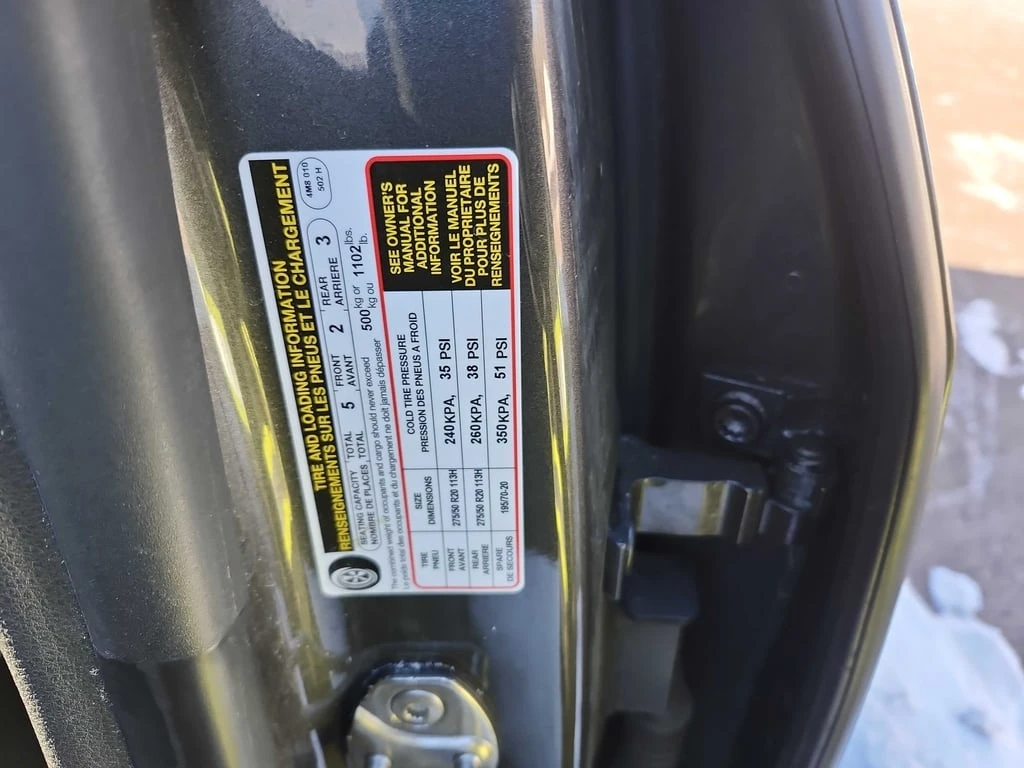 TIRE AND LOADING INFORMATION
RENSEIGNEMENTS SUR LES PNEUS ET LE CHARGEMENT
4M8 010
502 H
SEATING CAPACITY TOTAL 5 FRONT 2 REAR 3
NOMBRE DE PLACES TOTAL AVANT ARRIERE
The combined weight of occupants and cargo should never exceed 500 kg or 1102 lbs.
Le poids total des occupants et du chargement ne doit jamais dépasser kg ou lb.
TIRE SIZE COLD TIRE PRESSURE
PNEU DIMENSIONS PRESSION DES PNEUS À FROID
FRONT
AVANT 275/50 R20 113H 240KPA, 35 PSI
REAR
ARRIERE 275/50 R20 113H 260KPA, 38 PSI
SPARE
DE SECOURS 195/70-20 350KPA, 51 PSI
SEE OWNER'S
MANUAL FOR
ADDITIONAL
INFORMATION
VOIR LE MANUEL
DU PROPRIETAIRE
POUR PLUS DE
RENSEIGNEMENTS